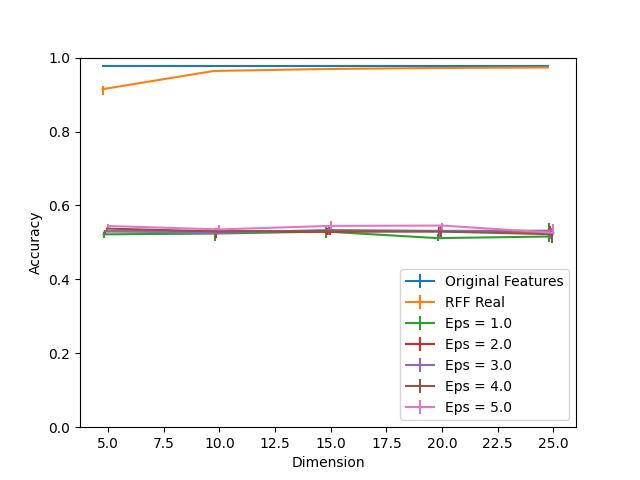 1.0
0.8
0.6
0.4
0.2
0.0
Accuracy
Original Features
RFF Real
Eps = 1.0
Eps = 2.0
Eps = 3.0
Eps = 4.0
Eps = 5.0
5.0 7.5 10.0 12.5 15.0 17.5 20.0 22.5 25.0
Dimension